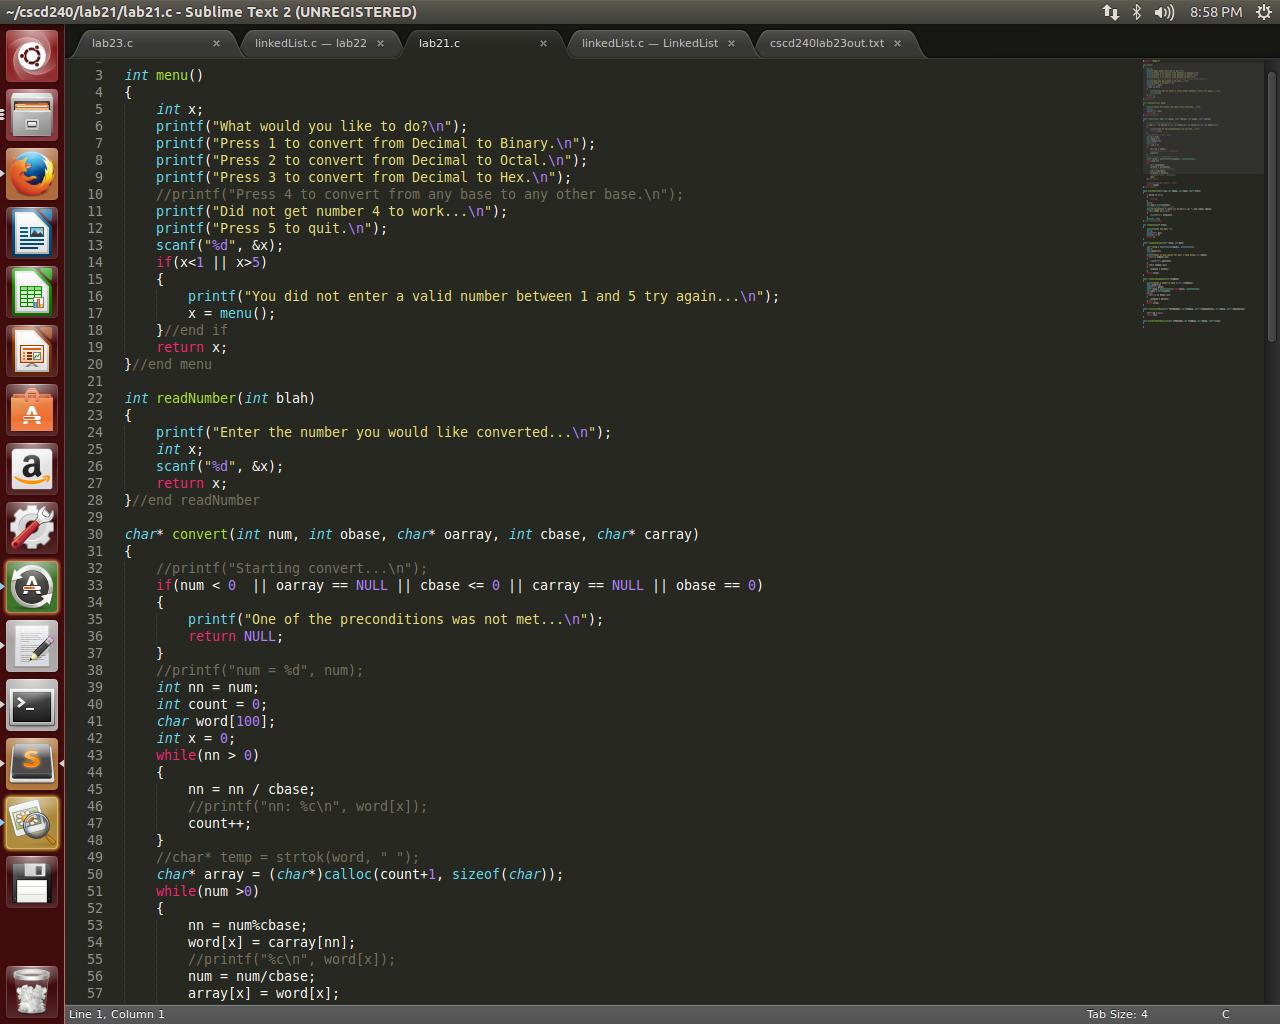 ~/cscd240/lab21/lab21.c - Sublime Text 2 (UNREGISTERED)
8:58 PM
lab23.c × linkedList.c — lab22 × lab21.c × linkedList.c — LinkedList × cscd240lab23out.txt ×
3 int menu()
4 {
5     int x;
6     printf("What would you like to do?\n");
7     printf("Press 1 to convert from Decimal to Binary.\n");
8     printf("Press 2 to convert from Decimal to Octal.\n");
9     printf("Press 3 to convert from Decimal to Hex.\n");
10     //printf("Press 4 to convert from any base to any other base.\n");
11     printf("Did not get number 4 to work...\n");
12     printf("Press 5 to quit.\n");
13     scanf("%d", &x);
14     if(x<1 || x>5)
15     {
16         printf("You did not enter a valid number between 1 and 5 try again...\n");
17         x = menu();
18     }//end if
19     return x;
20 }//end menu
21
22 int readNumber(int blah)
23 {
24     printf("Enter the number you would like converted...\n");
25     int x;
26     scanf("%d", &x);
27     return x;
28 }//end readNumber
29
30 char* convert(int num, int obase, char* oarray, int cbase, char* carray)
31 {
32     //printf("Starting convert...\n");
33     if(num < 0  || oarray == NULL || cbase <= 0 || carray == NULL || obase == 0)
34     {
35         printf("One of the preconditions was not met...\n");
36         return NULL;
37     }
38     //printf("num = %d", num);
39     int nn = num;
40     int count = 0;
41     char word[100];
42     int x = 0;
43     while(nn > 0)
44     {
45         nn = nn / cbase;
46         //printf("nn: %c\n", word[x]);
47         count++;
48     }
49     //char* temp = strtok(word, " ");
50     char* array = (char*)calloc(count+1, sizeof(char));
51     while(num >0)
52     {
53         nn = num%cbase;
54         word[x] = carray[nn];
55         //printf("%c\n", word[x]);
56         num = num/cbase;
57         array[x] = word[x];
Line 1, Column 1
Tab Size: 4
C